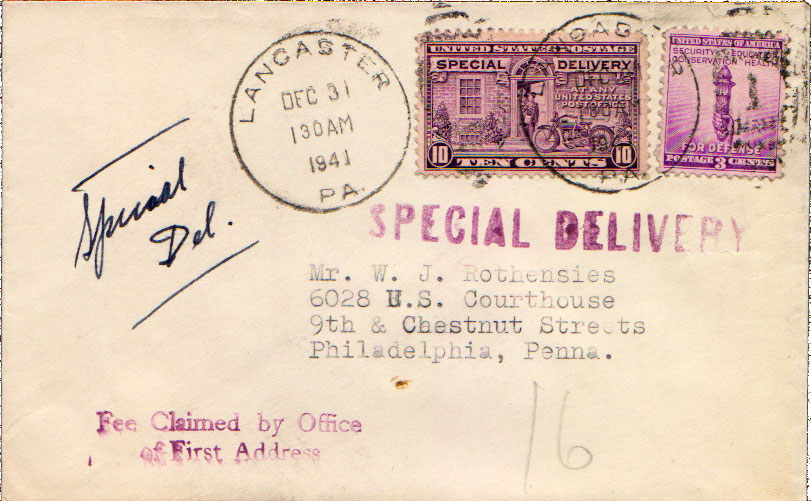 LANCASTER
DEC 31
130 AM
1941
PA.
UNITED STATES POSTAGE
SPECIAL DELIVERY
AT ANY
UNITED STATES
POST OFFICE
10 TEN CENTS 10
UNITED STATES OF AMERICA
SECURITY · EDUCATION
CONSERVATION · HEALTH
FOR DEFENSE
POSTAGE 3 CENTS
Special
Del.
SPECIAL DELIVERY
Mr. W. J. Rothensies
6028 U.S. Courthouse
9th & Chestnut Streets
Philadelphia, Penna.
Fee Claimed by Office
of First Address
16